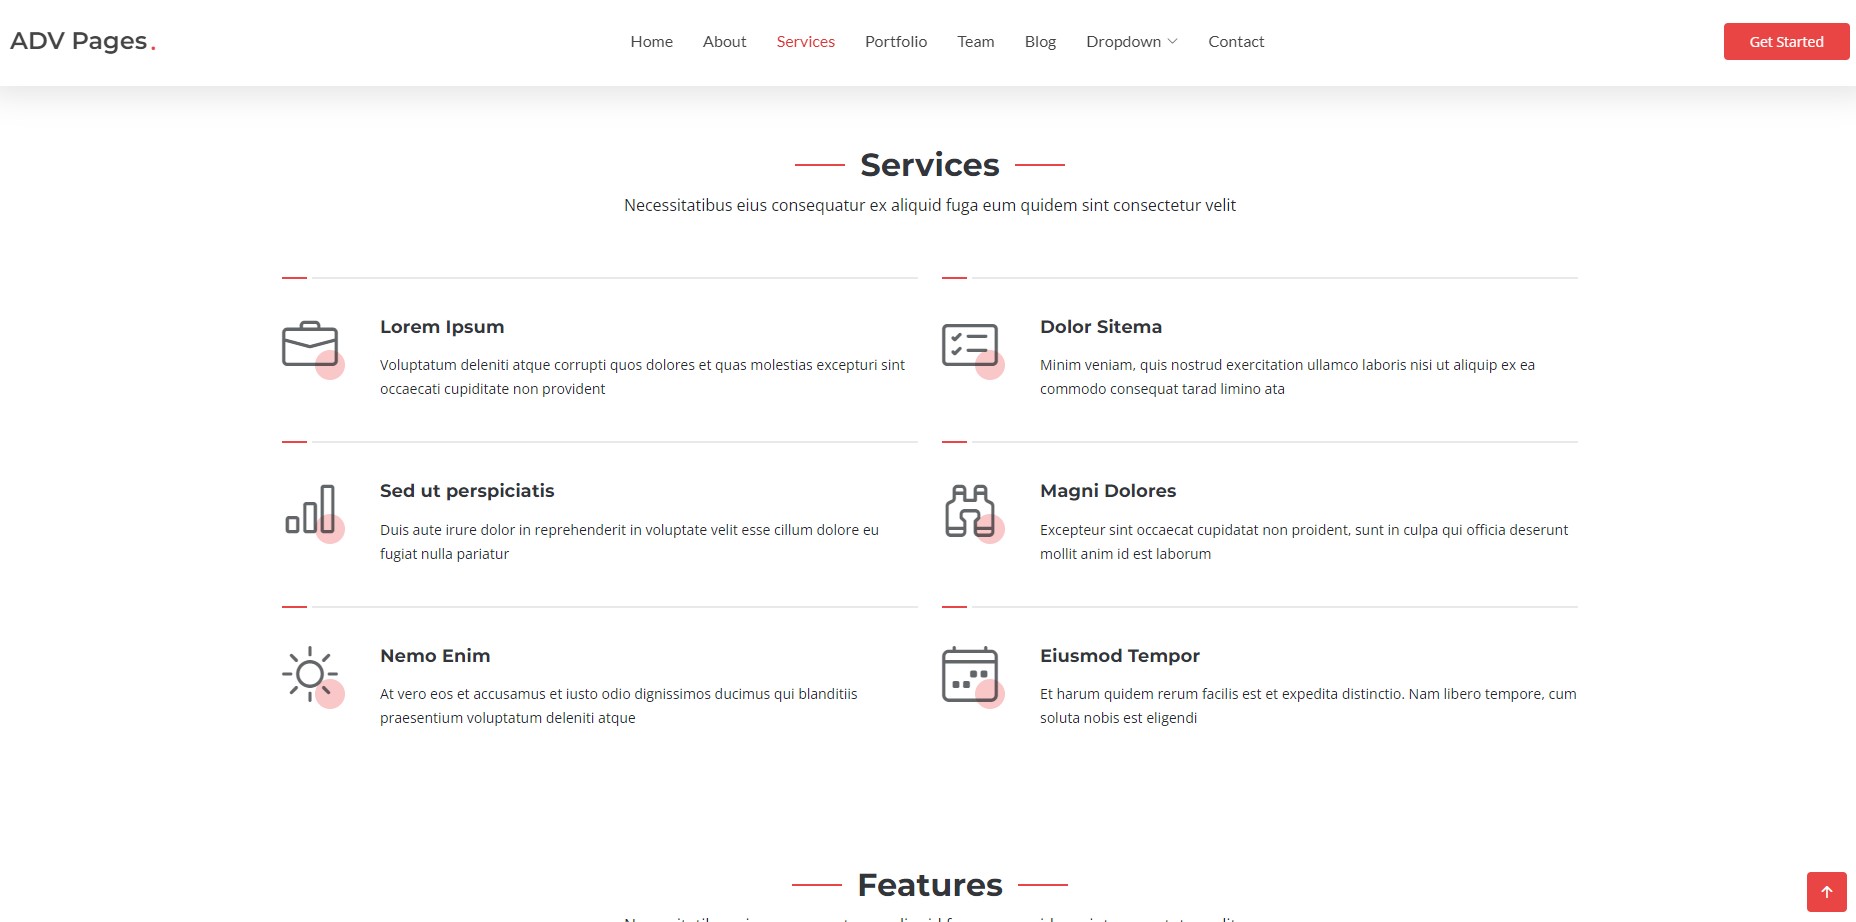 ADV Pages.
Home About Services Portfolio Team Blog Dropdown Contact
Get Started
Services
Necessitatibus eius consequatur ex aliquid fuga eum quidem sint consectetur velit
Lorem Ipsum
Voluptatum deleniti atque corrupti quos dolores et quas molestias excepturi sint
occaecati cupiditate non provident
Dolor Sitema
Minim veniam, quis nostrud exercitation ullamco laboris nisi ut aliquip ex ea
commodo consequat tarad limino ata
Sed ut perspiciatis
Duis aute irure dolor in reprehenderit in voluptate velit esse cillum dolore eu
fugiat nulla pariatur
Magni Dolores
Excepteur sint occaecat cupidatat non proident, sunt in culpa qui officia deserunt
mollit anim id est laborum
Nemo Enim
At vero eos et accusamus et iusto odio dignissimos ducimus qui blanditiis
praesentium voluptatum deleniti atque
Eiusmod Tempor
Et harum quidem rerum facilis est et expedita distinctio. Nam libero tempore, cum
soluta nobis est eligendi
Features